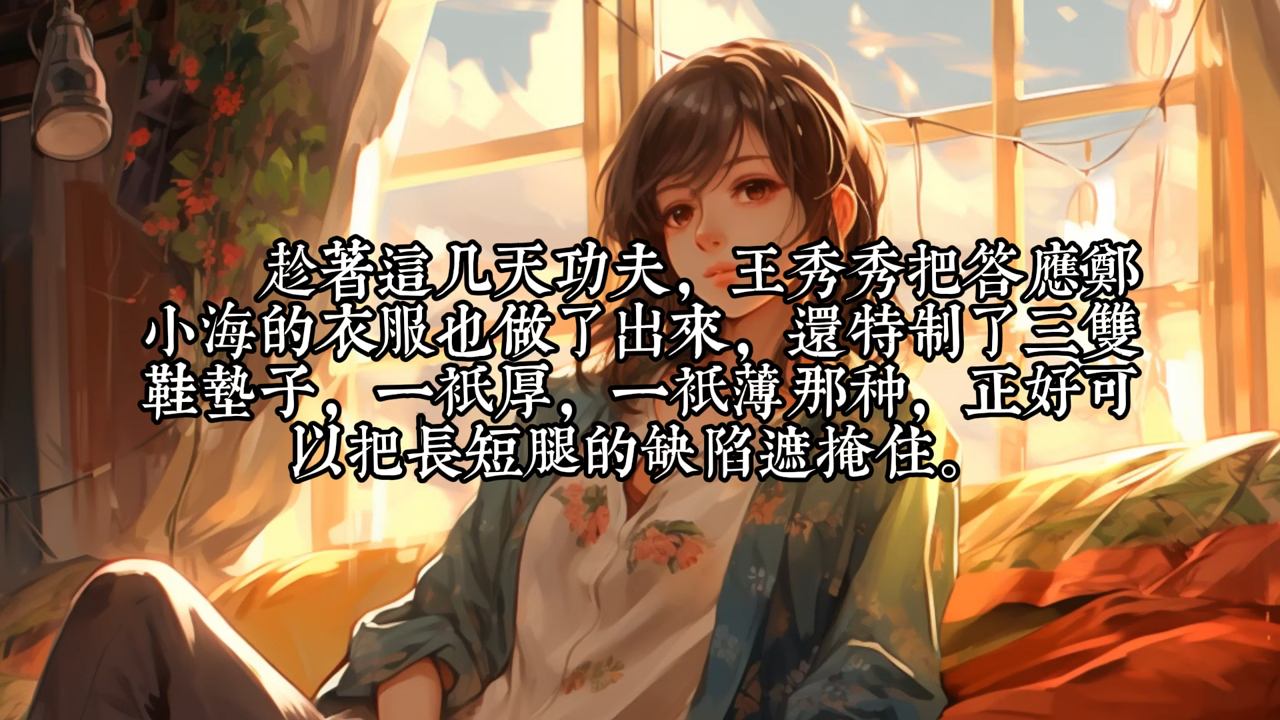 趁著這几天功夫，王秀秀把答應鄭
小海的衣服也做了出來，還特制了三雙
鞋墊子，一衹厚，一衹薄那种，正好可
以把長短腿的缺陷遮掩住。